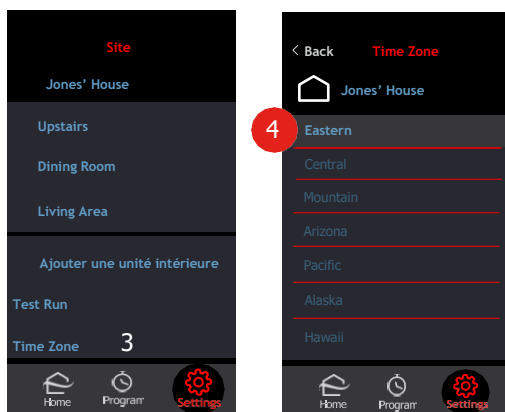 Site
Jones’ House
Upstairs
Dining Room
Living Area
Ajouter une unité intérieure
Test Run
Time Zone 3
Home Program Settings
< Back Time Zone
Jones’ House
4 Eastern
Central
Mountain
Arizona
Pacific
Alaska
Hawaii
Home Program Settings